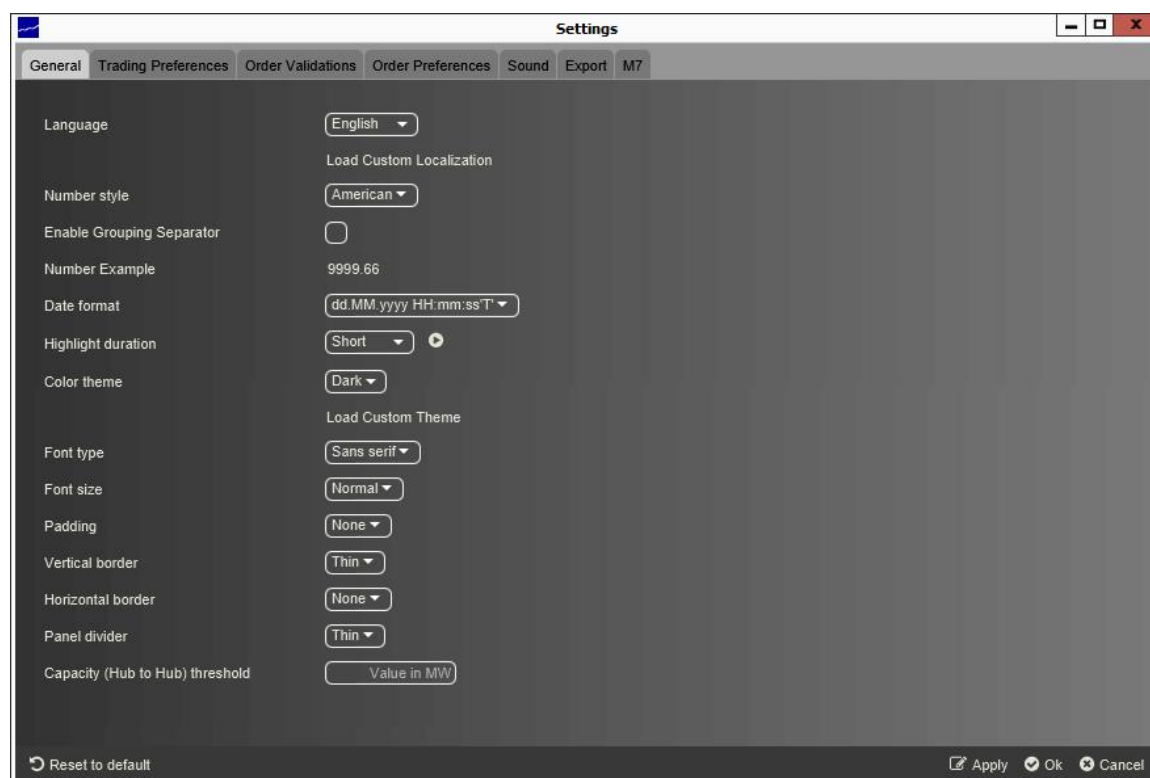 Settings
General Trading Preferences Order Validations Order Preferences Sound Export M7
Language English
Load Custom Localization
Number style American
Enable Grouping Separator
Number Example 9999.66
Date format dd.MM.yyyy HH:mm:ss'T'
Highlight duration Short
Color theme Dark
Load Custom Theme
Font type Sans serif
Font size Normal
Padding None
Vertical border Thin
Horizontal border None
Panel divider Thin
Capacity (Hub to Hub) threshold Value in MW
Reset to default Apply Ok Cancel